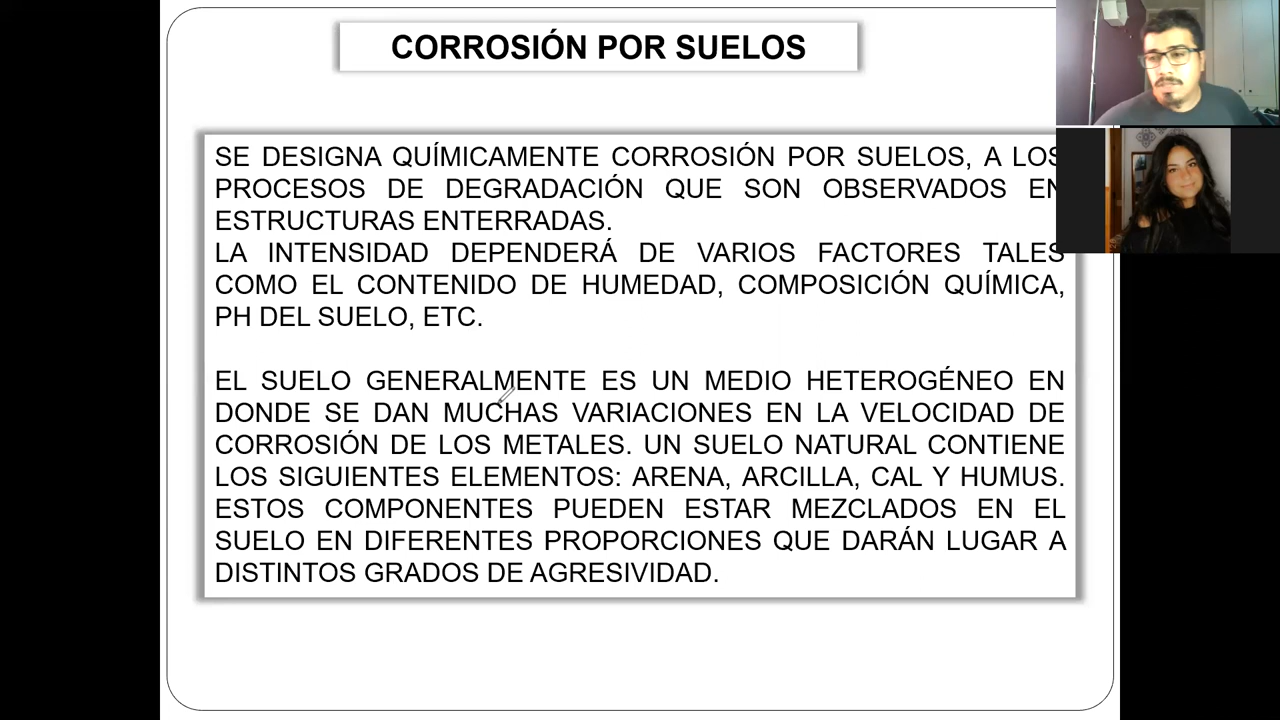 CORROSIÓN POR SUELOS
SE DESIGNA QUÍMICAMENTE CORROSIÓN POR SUELOS, A LOS
PROCESOS DE DEGRADACIÓN QUE SON OBSERVADOS EN
ESTRUCTURAS ENTERRADAS.
LA INTENSIDAD DEPENDERÁ DE VARIOS FACTORES TALES
COMO EL CONTENIDO DE HUMEDAD, COMPOSICIÓN QUÍMICA,
PH DEL SUELO, ETC.
EL SUELO GENERALMENTE ES UN MEDIO HETEROGÉNEO EN
DONDE SE DAN MUCHAS VARIACIONES EN LA VELOCIDAD DE
CORROSIÓN DE LOS METALES. UN SUELO NATURAL CONTIENE
LOS SIGUIENTES ELEMENTOS: ARENA, ARCILLA, CAL Y HUMUS.
ESTOS COMPONENTES PUEDEN ESTAR MEZCLADOS EN EL
SUELO EN DIFERENTES PROPORCIONES QUE DARÁN LUGAR A
DISTINTOS GRADOS DE AGRESIVIDAD.